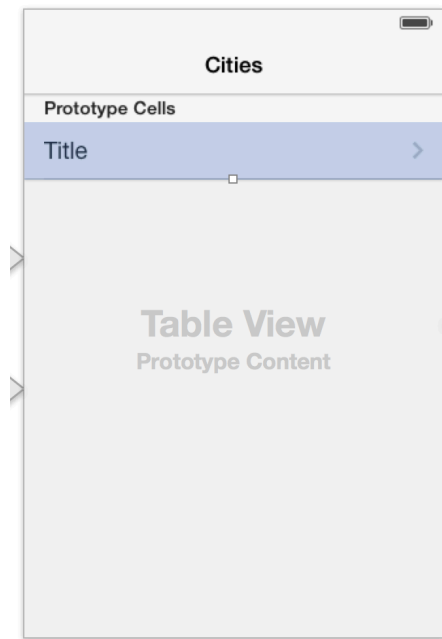 Cities
Prototype Cells
Title
Table View
Prototype Content